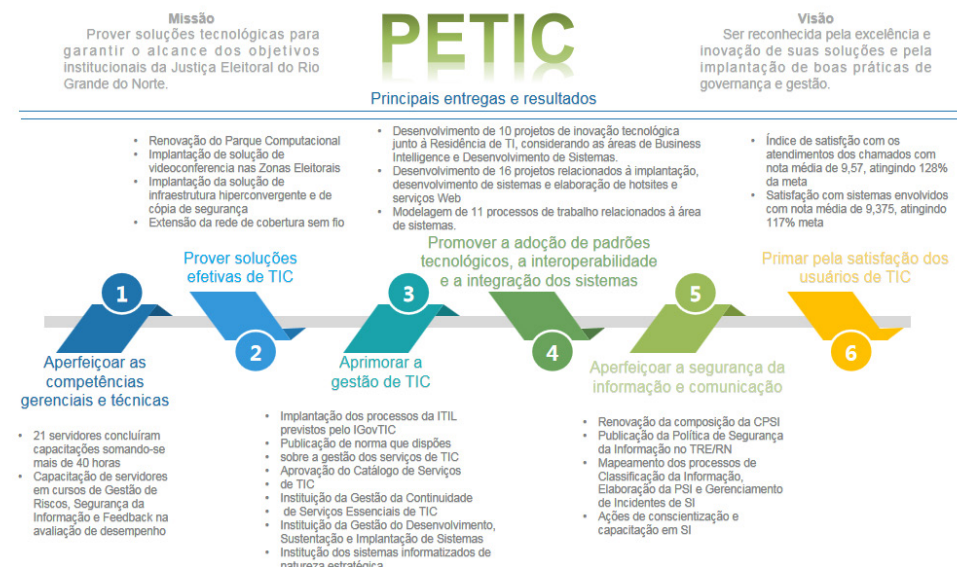 Missão
Prover soluções tecnológicas para
garantir o alcance dos objetivos
institucionais da Justiça Eleitoral do Rio
Grande do Norte.
PETIC
Principais entregas e resultados
Visão
Ser reconhecida pela excelência e
inovação de suas soluções e pela
implantação de boas práticas de
governança e gestão.
• Renovação do Parque Computacional
• Implantação de solução de
videoconferencia nas Zonas Eleitorais
• Implantação da solução de
infraestrutura hiperconvergente e de
cópia de segurança
• Extensão da rede de cobertura sem fio
• Desenvolvimento de 10 projetos de inovação tecnológica
junto à Residência de TI, considerando as áreas de Business
Intelligence e Desenvolvimento de Sistemas.
• Desenvolvimento de 16 projetos relacionados à implantação,
desenvolvimento de sistemas e elaboração de hotsites e
serviços Web
• Modelagem de 11 processos de trabalho relacionados à área
de sistemas.
• Índice de satisfção com os
atendimentos dos chamados com
nota média de 9,57, atingindo 128%
da meta
• Satisfação com sistemas envolvidos
com nota média de 9,375, atingindo
117% meta
Prover soluções
efetivas de TIC
Promover a adoção de padrões
tecnológicos, a interoperabilidade
e a integração dos sistemas
Primar pela satisfação dos
usuários de TIC
1
2
3
4
5
6
Aperfeiçoar as
competências
gerenciais e técnicas
Aprimorar a
gestão de TIC
Aperfeiçoar a segurança da
informação e comunicação
• 21 servidores concluíram
capacitações somando-se
mais de 40 horas
• Capacitação de servidores
em cursos de Gestão de
Riscos, Segurança da
Informação e Feedback na
avaliação de desempenho
• Implantação dos processos da ITIL
previstos pelo IGovTIC
• Publicação de norma que dispões
• sobre a gestão dos serviços de TIC
• Aprovação do Catálogo de Serviços
• de TIC
• Instituição da Gestão da Continuidade
• de Serviços Essenciais de TIC
• Instituição da Gestão do Desenvolvimento,
Sustentação e Implantação de Sistemas
• Institução dos sistemas informatizados de
natureza estratégica
• Renovação da composição da CPSI
• Publicação da Política de Segurança
da Informação no TRE/RN
• Mapeamento dos processos de
Classificação da Informação,
Elaboração da PSI e Gerenciamento
de Incidentes de SI
• Ações de conscientização e
capacitação em SI